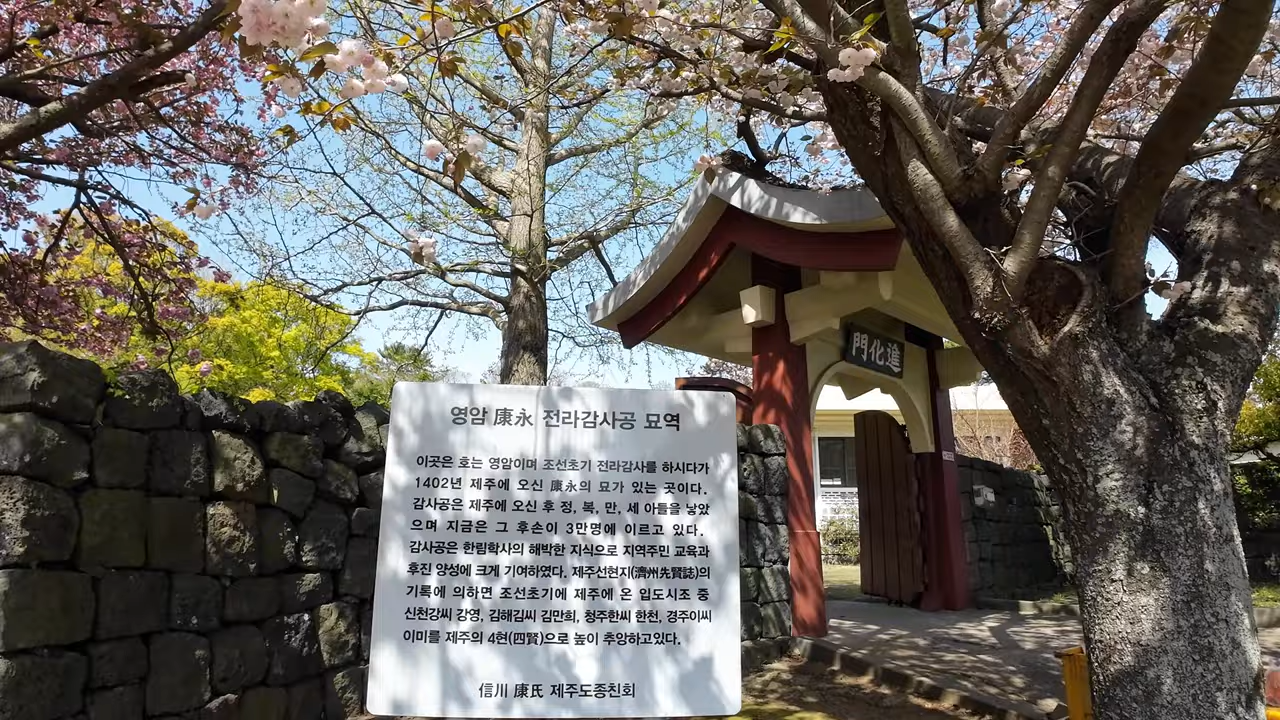 영암 康永 전라감사공 묘역
이곳은 호는 영암이며 조선초기 전라감사를 하시다가
1402년 제주에 오신 康永의 묘가 있는 곳이다.
감사공은 제주에 오신 후 정, 복, 만, 세 아들을 낳았
으며 지금은 그 후손이 3만명에 이르고 있다.
감사공은 한림학사의 해박한 지식으로 지역주민 교육과
후진 양성에 크게 기여하였다. 제주선현지(濟州先賢誌)의
기록에 의하면 조선초기에 제주에 온 입도시조 중
신천강씨 강영, 김해김씨 김만희, 청주한씨 한천, 경주이씨
이미를 제주의 4현(四賢)으로 높이 추앙하고있다.
信川 康氏 제주도종친회
門化進